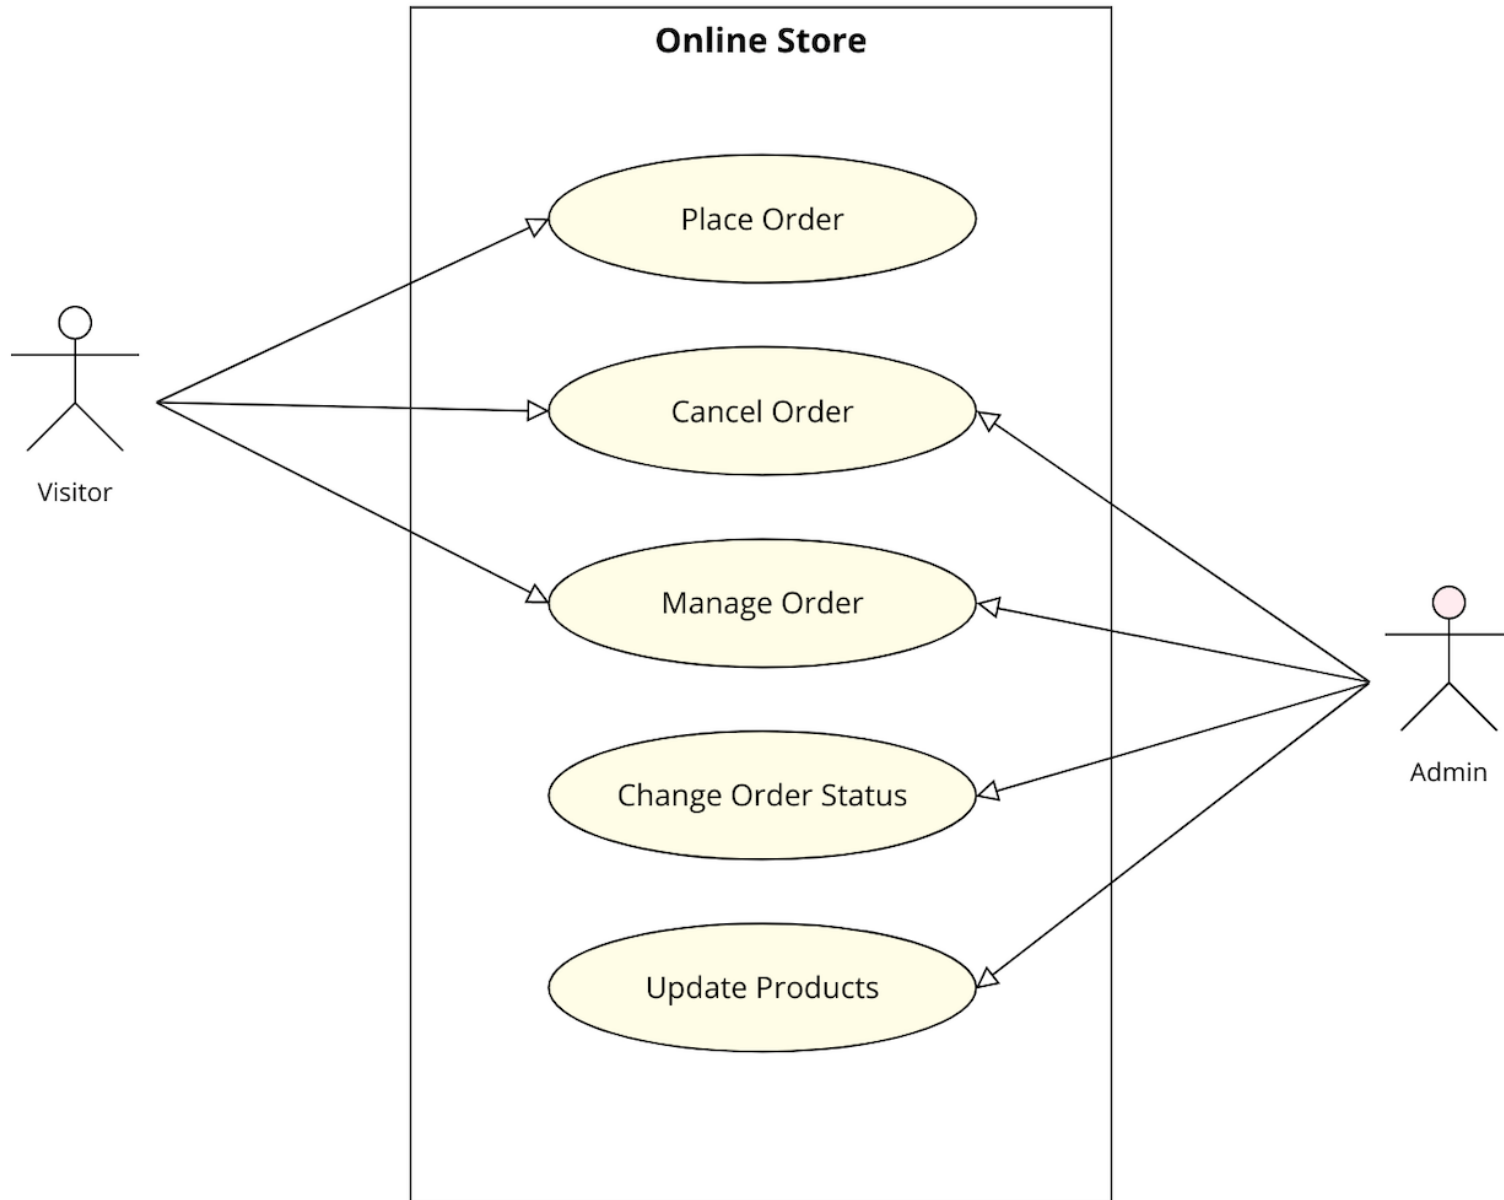 Online Store
Place Order
Cancel Order
Visitor
Manage Order
Admin
Change Order Status
Update Products